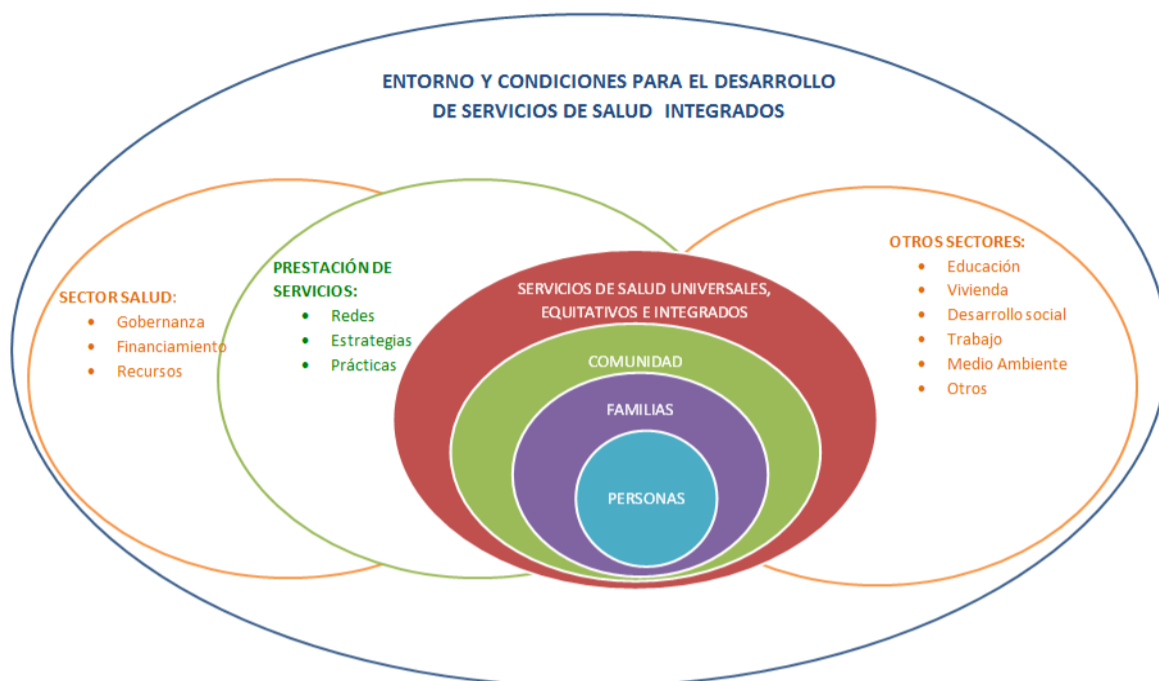 ENTORNO Y CONDICIONES PARA EL DESARROLLO
DE SERVICIOS DE SALUD INTEGRADOS
SECTOR SALUD:
• Gobernanza
• Financiamiento
• Recursos
PRESTACIÓN DE
SERVICIOS:
• Redes
• Estrategias
• Prácticas
SERVICIOS DE SALUD UNIVERSALES,
EQUITATIVOS E INTEGRADOS
COMUNIDAD
FAMILIAS
PERSONAS
OTROS SECTORES:
• Educación
• Vivienda
• Desarrollo social
• Trabajo
• Medio Ambiente
• Otros